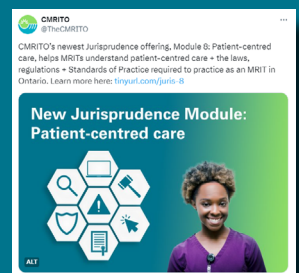 CMRITO
@TheCMRITO
CMRITO's newest Jurisprudence offering, Module 8: Patient-centred
care, helps MRITs understand patient-centred care + the laws,
regulations + Standards of Practice required to practice as an MRIT in
Ontario. Learn more here: tinyurl.com/juris-8
New Jurisprudence Module:
Patient-centred care
ALT